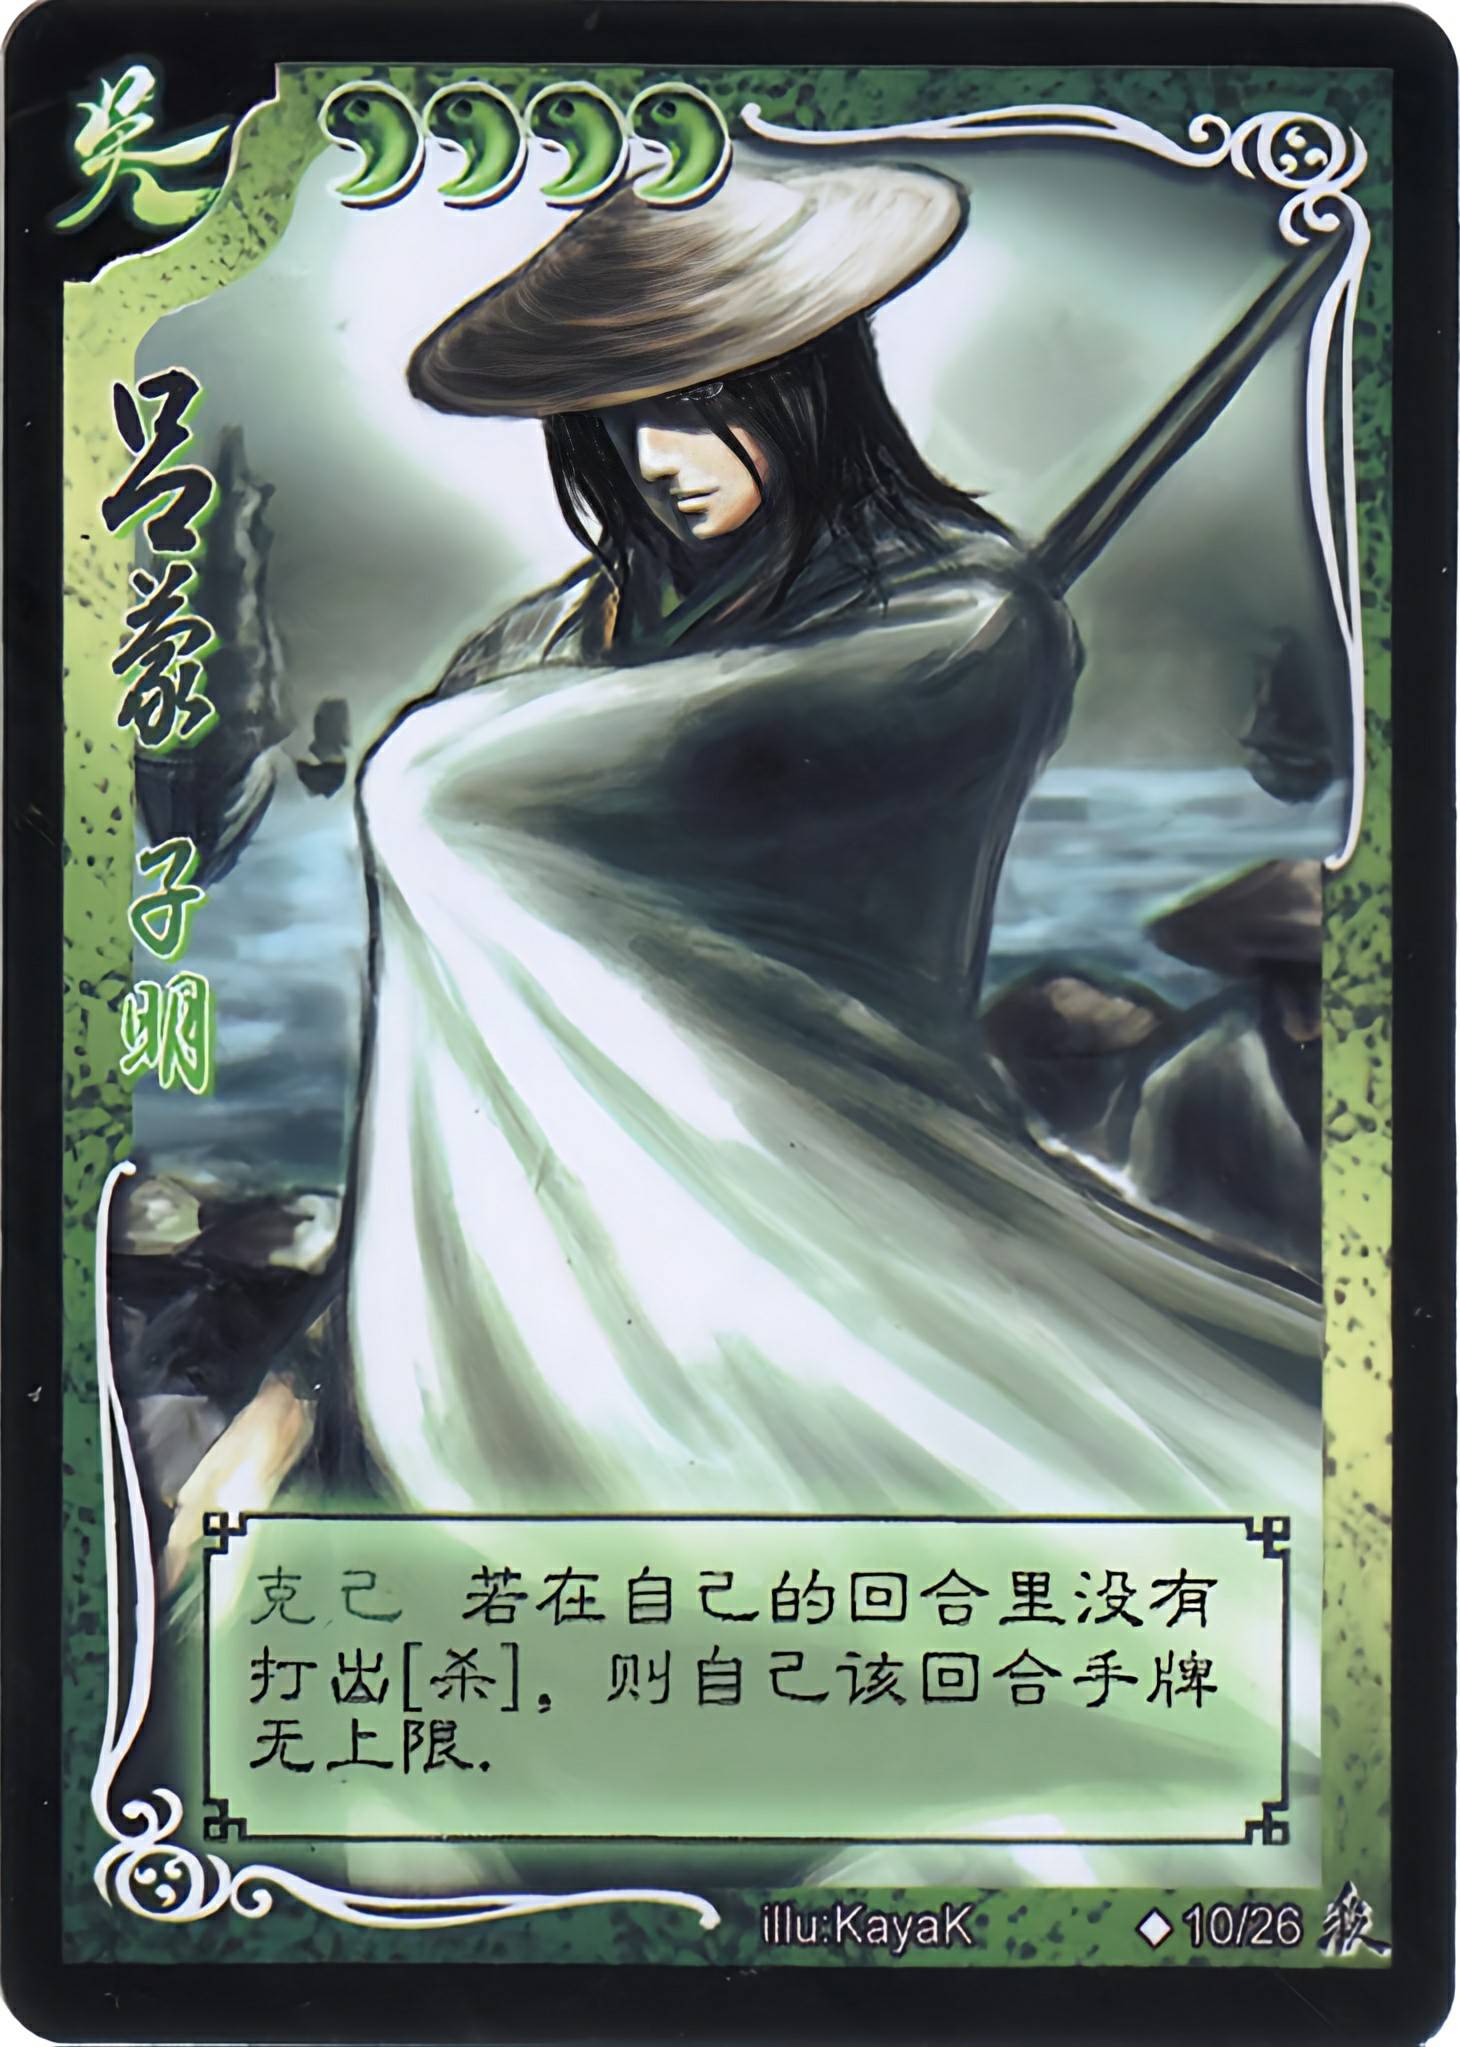 吴
吕蒙 子明
克己 若在自己的回合里没有
打出[杀]，则自己该回合手牌
无上限.
illu:KayaK
◆10/26